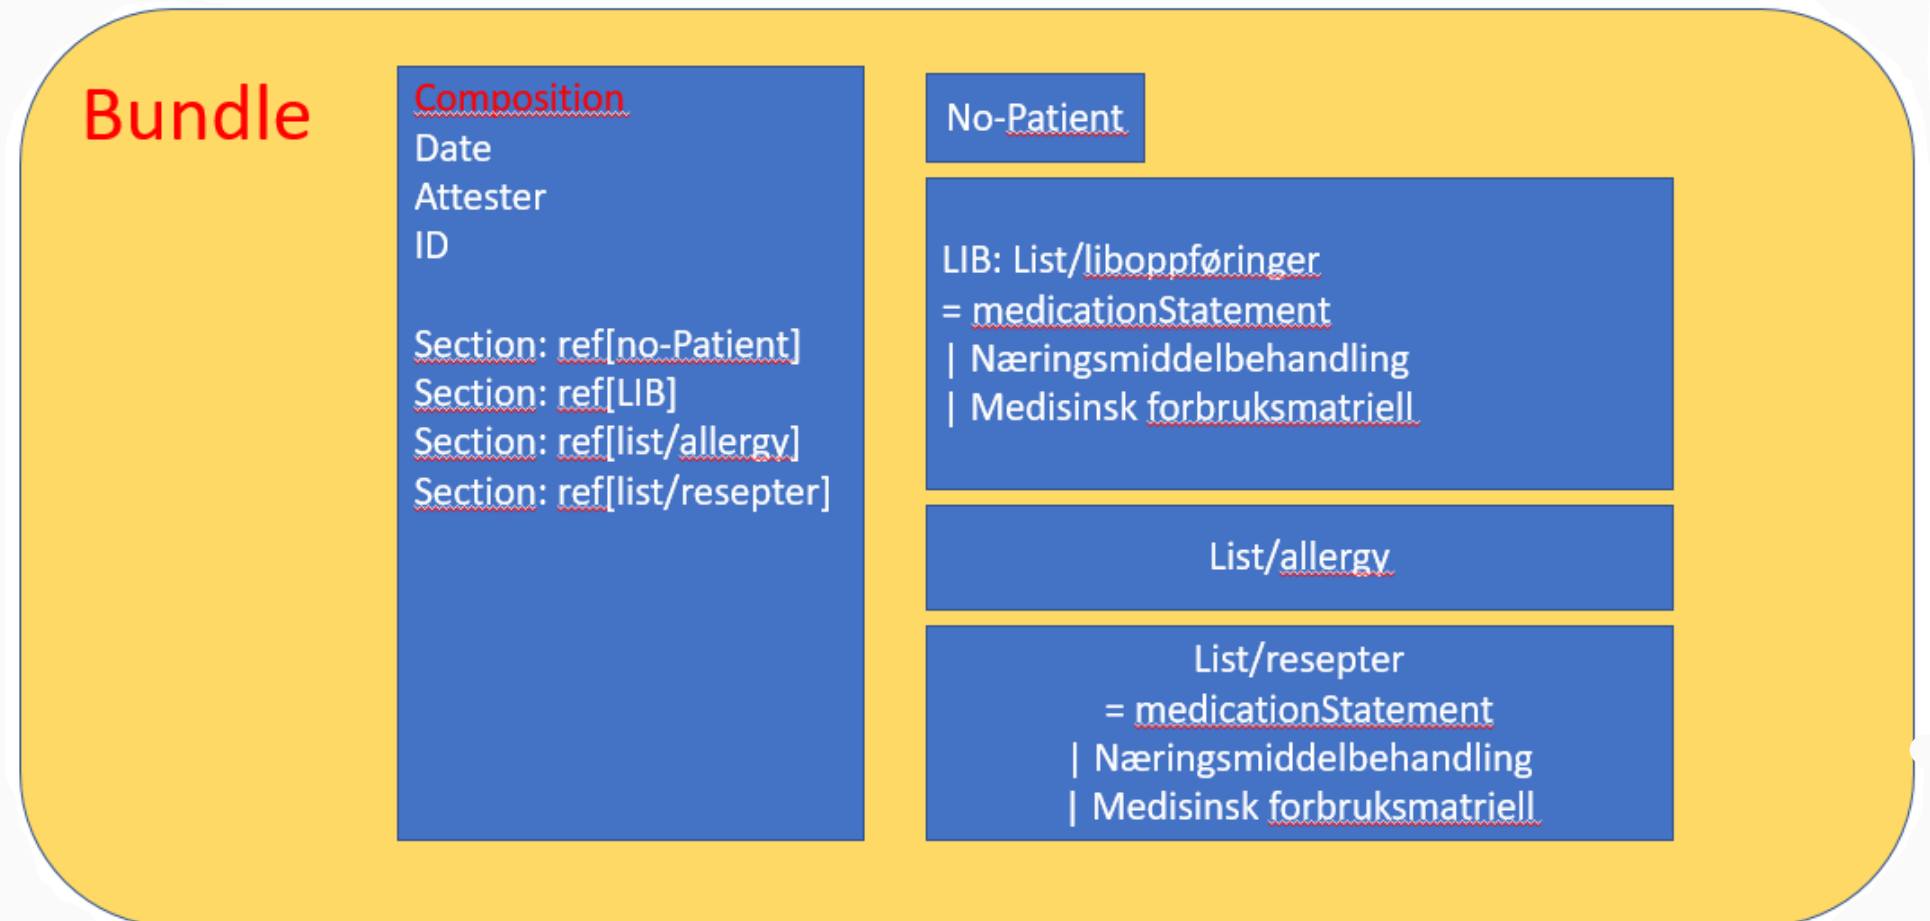 Bundle
Composition
Date
Attester
ID
Section: ref[no-Patient]
Section: ref[LIB]
Section: ref[list/allergy]
Section: ref[list/resepter]
No-Patient
LIB: List/liboppføringer
= medicationStatement
| Næringsmiddelbehandling
| Medisinsk forbruksmatriell
List/allergy
List/resepter
= medicationStatement
| Næringsmiddelbehandling
| Medisinsk forbruksmatriell